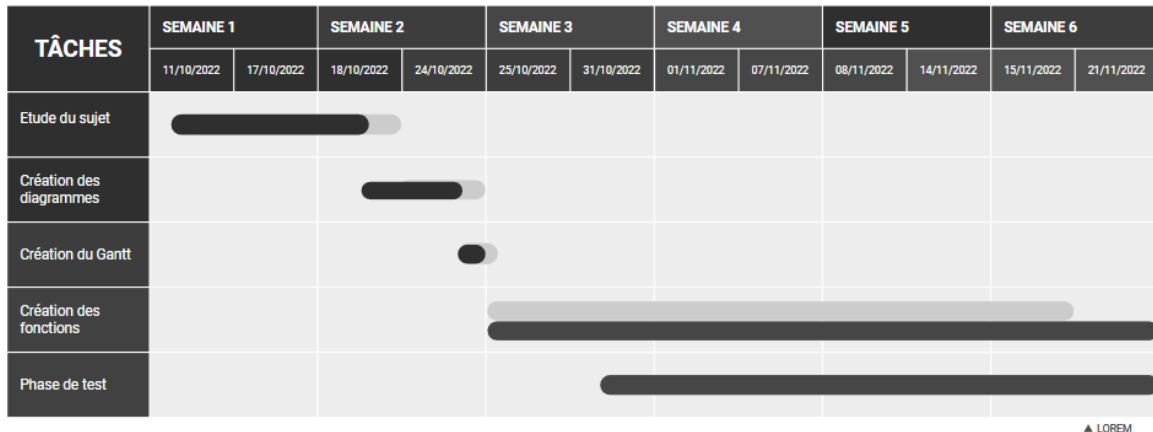 TÂCHES
SEMAINE 1 SEMAINE 2 SEMAINE 3 SEMAINE 4 SEMAINE 5 SEMAINE 6
11/10/2022 17/10/2022 18/10/2022 24/10/2022 25/10/2022 31/10/2022 01/11/2022 07/11/2022 08/11/2022 14/11/2022 15/11/2022 21/11/2022
Etude du sujet
Création des
diagrammes
Création du Gantt
Création des
fonctions
Phase de test
▲ LOREM